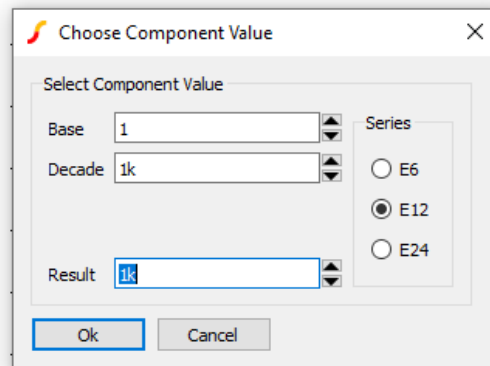 Choose Component Value
Select Component Value
Base 1
Decade 1k
Series
E6
E12
E24
Result 1k
Ok Cancel